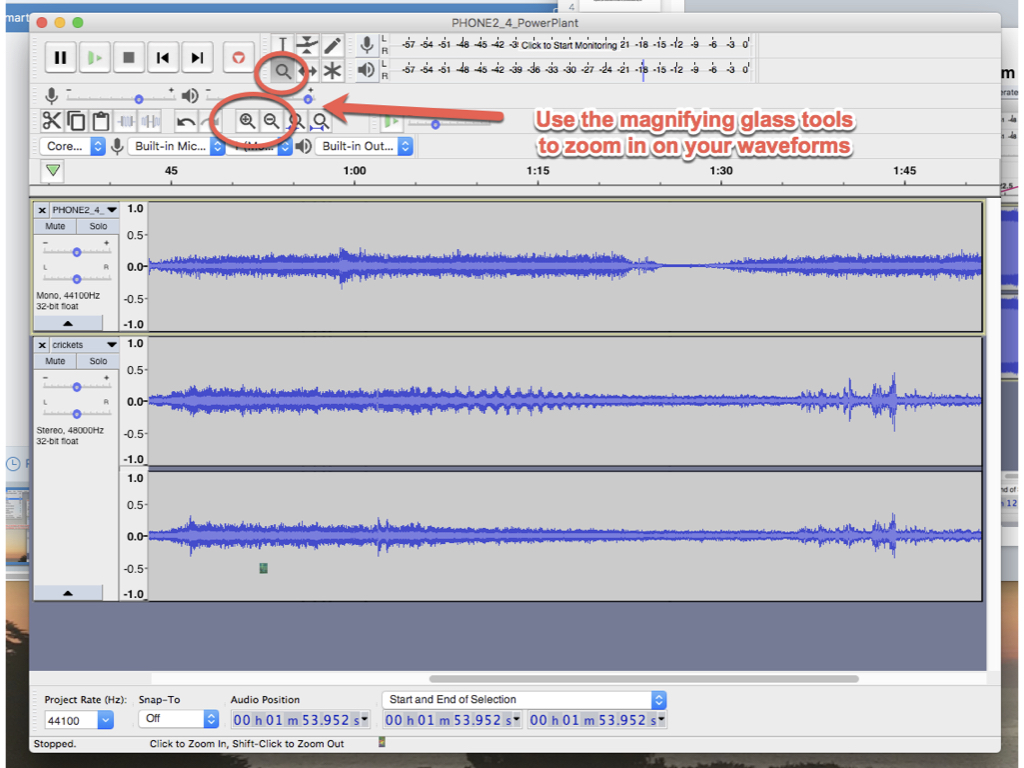 smart
4
PHONE2_4_PowerPlant
L
R
-57 -54 -51 -48 -45 -42 -3 Click to Start Monitoring 21 -18 -15 -12 -9 -6 -3 0
L
R
-57 -54 -51 -48 -45 -42 -39 -36 -33 -30 -27 -24 -21 -18 -15 -12 -9 -6 -3 0
- +
- +
Use the magnifying glass tools
to zoom in on your waveforms
Core... Built-in Mic... Built-in Out...
45 1:00 1:15 1:30 1:45
PHONE2_4_
Mute Solo
- +
L R
Mono, 44100Hz
32-bit float
1.0
0.5
0.0
-0.5
-1.0
crickets
Mute Solo
- +
L R
Stereo, 48000Hz
32-bit float
1.0
0.5
0.0
-0.5
-1.0
1.0
0.5
0.0
-0.5
-1.0
Project Rate (Hz): Snap-To Audio Position Start and End of Selection
44100 Off 00 h 01 m 53.952 s 00 h 01 m 53.952 s 00 h 01 m 53.952 s
Stopped. Click to Zoom In, Shift-Click to Zoom Out